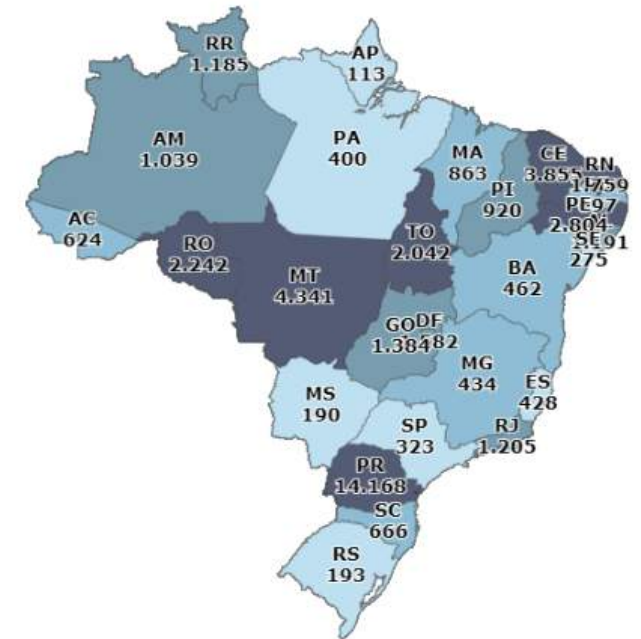 RR
1.185
AP
113
AM
1.039
PA
400
MA
863
CE
3.855
RN
1.759
PI
920
PE
2.804
SE
275
AC
624
RO
2.242
TO
2.042
MT
4.341
BA
462
GO
1.384
DF
MG
434
ES
428
MS
190
SP
323
RJ
1.205
PR
14.168
SC
666
RS
193